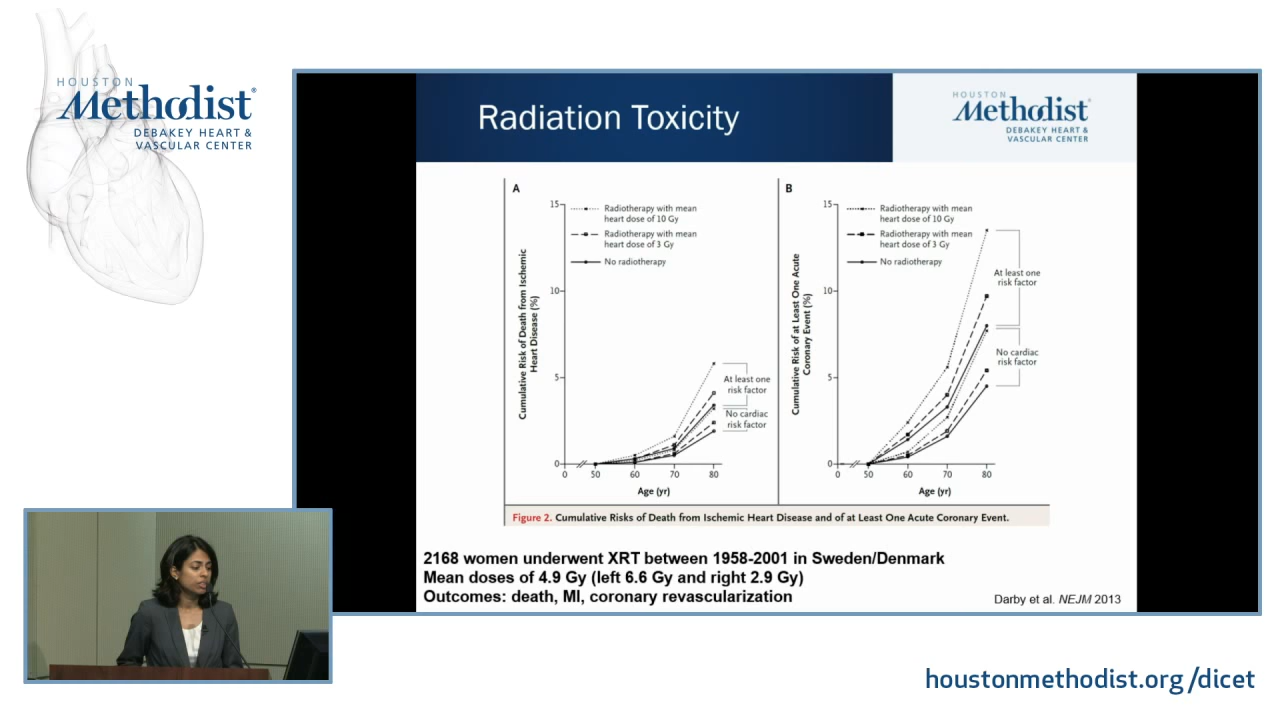 HOUSTON
Methodist®
DEBAKEY HEART &
VASCULAR CENTER
Radiation Toxicity
HOUSTON
Methodist®
DEBAKEY HEART &
VASCULAR CENTER
A
Cumulative Risk of Death from Ischemic
Heart Disease (%)
15
10
5
0
Radiotherapy with mean
heart dose of 10 Gy
Radiotherapy with mean
heart dose of 3 Gy
No radiotherapy
At least one
risk factor
No cardiac
risk factor
0 50 60 70 80
Age (yr)
B
Cumulative Risk of at Least One Acute
Coronary Event (%)
15
10
5
0
Radiotherapy with mean
heart dose of 10 Gy
Radiotherapy with mean
heart dose of 3 Gy
No radiotherapy
At least one
risk factor
No cardiac
risk factor
0 50 60 70 80
Age (yr)
Figure 2. Cumulative Risks of Death from Ischemic Heart Disease and of at Least One Acute Coronary Event.
2168 women underwent XRT between 1958-2001 in Sweden/Denmark
Mean doses of 4.9 Gy (left 6.6 Gy and right 2.9 Gy)
Outcomes: death, MI, coronary revascularization
Darby et al. NEJM 2013
houstonmethodist.org/dicet